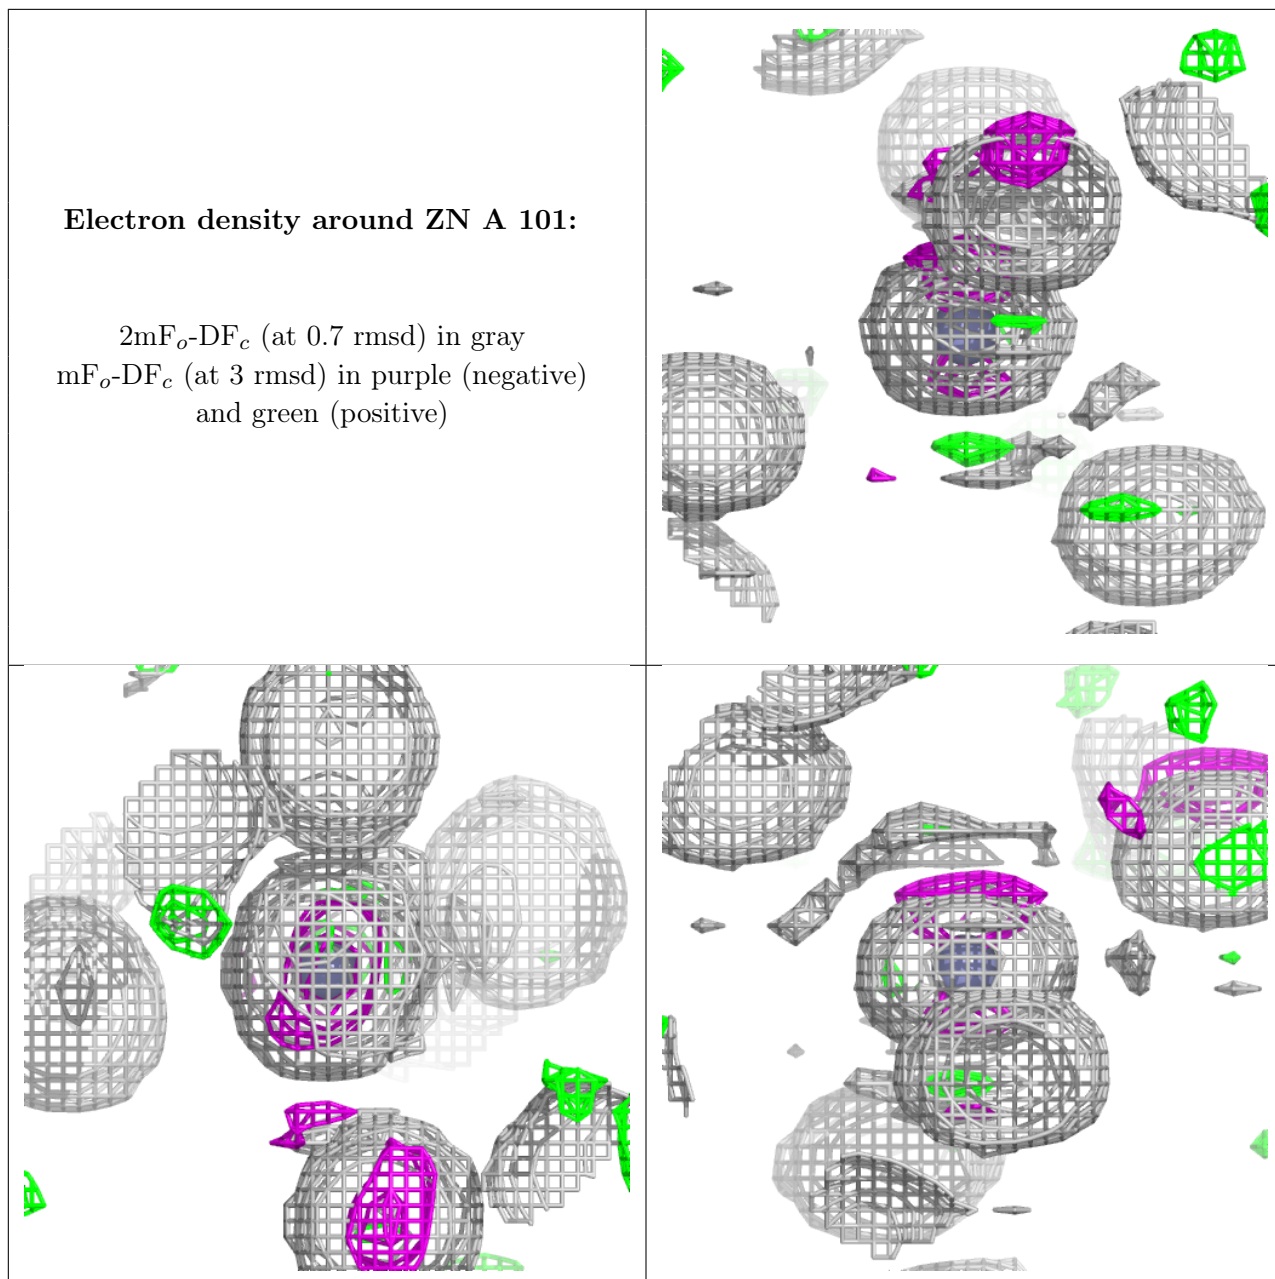 Electron density around ZN A 101:
2mFo-DFc (at 0.7 rmsd) in gray
mFo-DFc (at 3 rmsd) in purple (negative)
and green (positive)